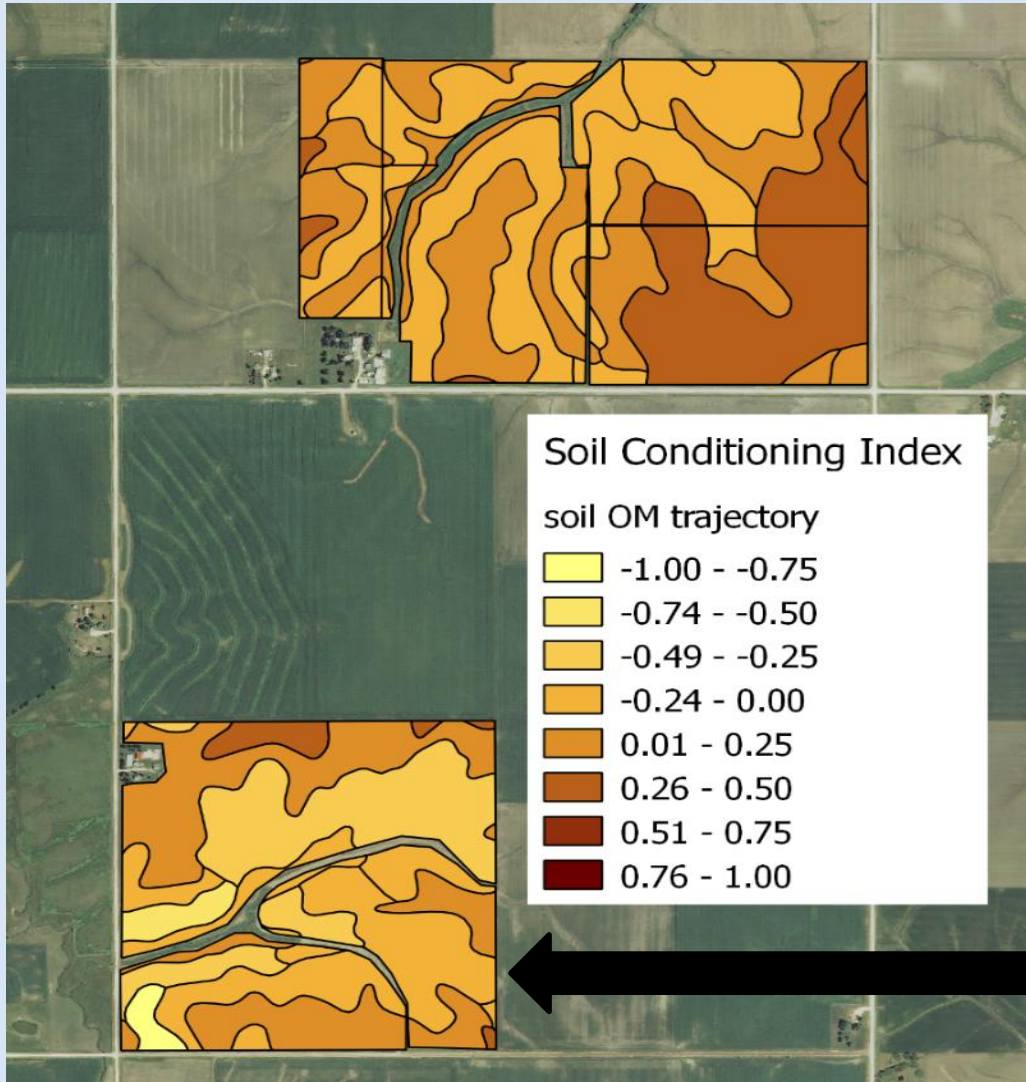 Soil Conditioning Index
soil OM trajectory
-1.00 - -0.75
-0.74 - -0.50
-0.49 - -0.25
-0.24 - 0.00
0.01 - 0.25
0.26 - 0.50
0.51 - 0.75
0.76 - 1.00